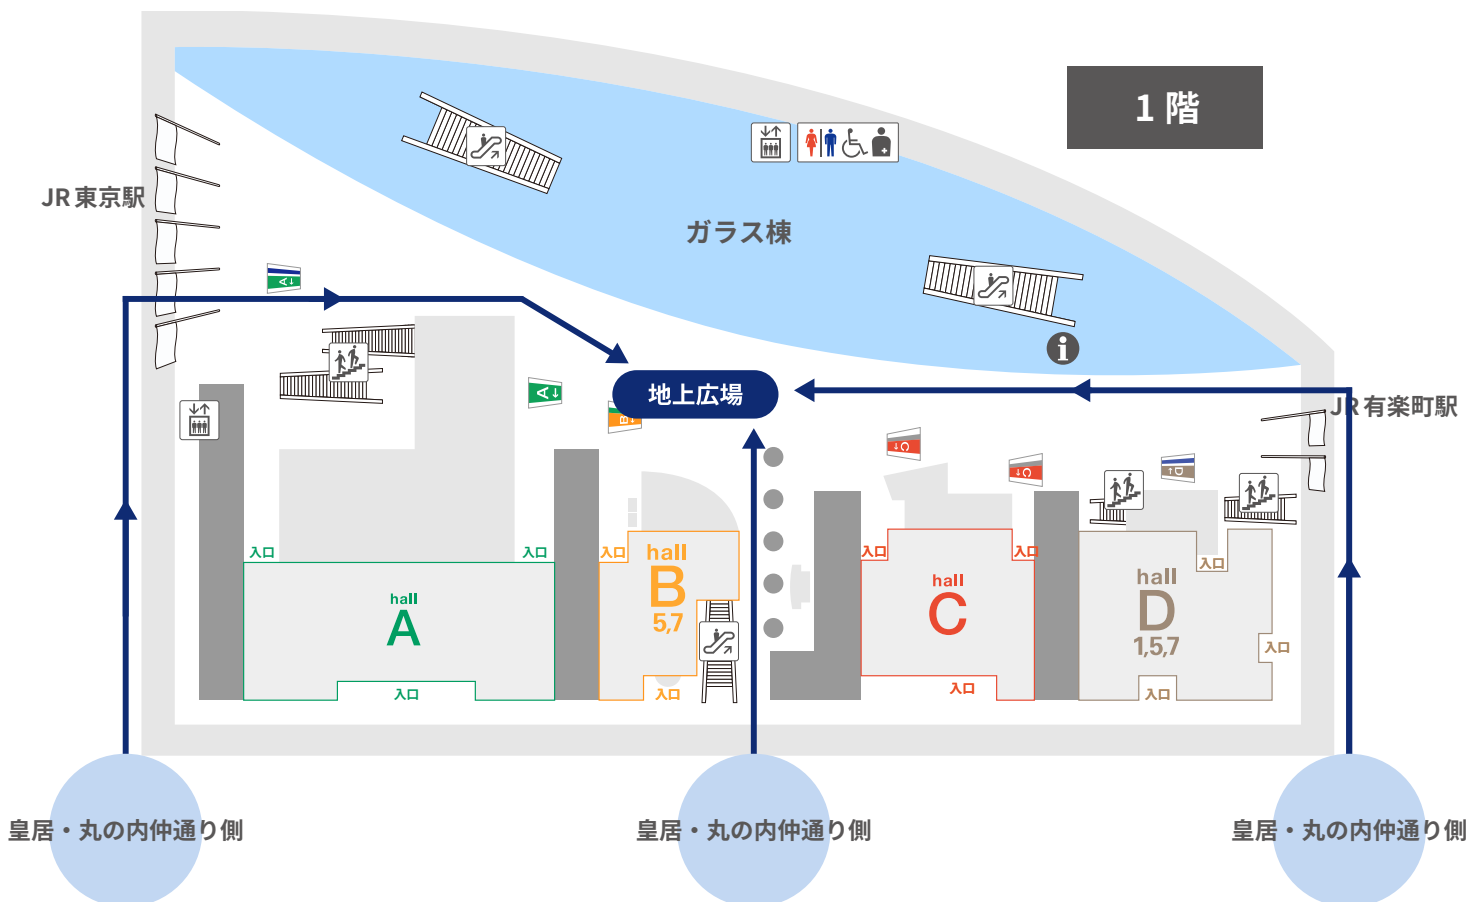 1 階
JR 東京駅
ガラス棟
A
地上広場
A
B
JR 有楽町駅
C
C
D
入口
入口
入口
入口
入口
入口
hall
A
hall
B
5,7
hall
C
hall
D
1,5,7
入口
入口
入口
入口
入口
皇居・丸の内仲通り側
皇居・丸の内仲通り側
皇居・丸の内仲通り側